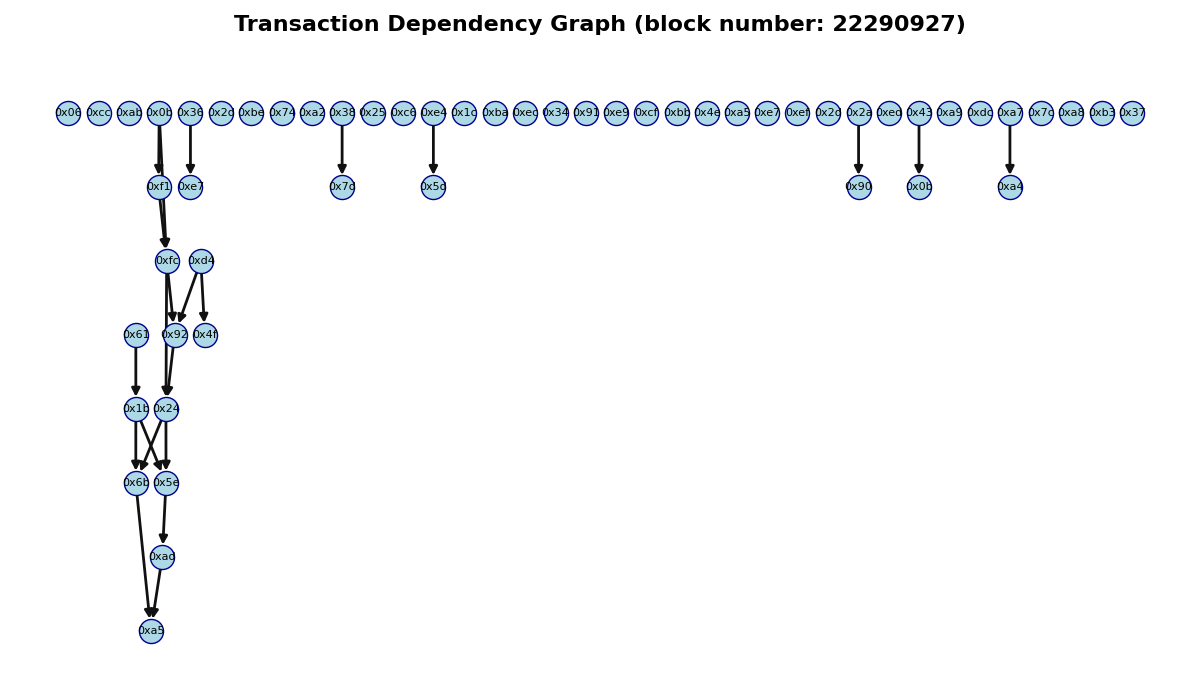 Transaction Dependency Graph (block number: 22290927)
0x06 0xcc 0xab 0x0b 0x36 0x2d 0xbe 0x74 0xa2 0x38 0x25 0xc6 0xe4 0x1c 0xba 0xec 0x34 0x91 0xe9 0xcf 0xbb 0x4e 0xa5 0xe7 0xef 0x2d 0x2a 0xed 0x43 0xa9 0xdc 0xa7 0x7c 0xa8 0xb3 0x37
0xf1 0xe7 0x7d 0x5d 0x90 0x0b 0xa4
0xfc 0xd4
0x61 0x92 0x4f
0x1b 0x24
0x6b 0x5e
0xad
0xa5